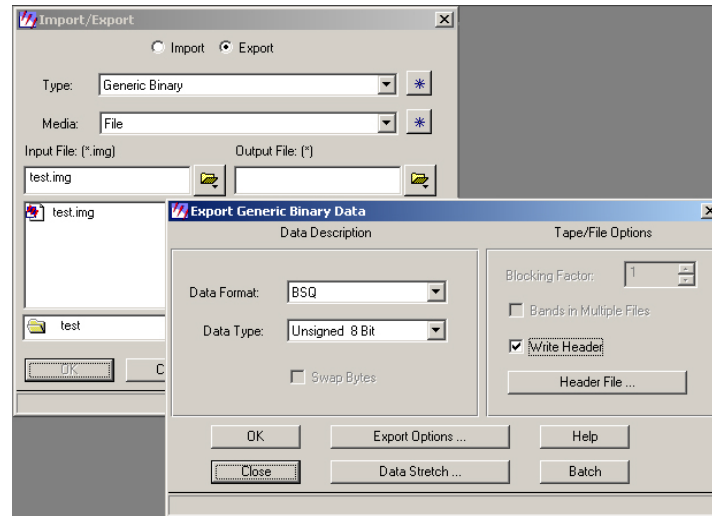 Import/Export
Import Export
Type: Generic Binary
Media: File
Input File: (*.img) Output File: (*)
test.img
test.img
test
OK C
Export Generic Binary Data
Data Description Tape/File Options
Blocking Factor: 1
Data Format: BSQ
Bands in Multiple Files
Data Type: Unsigned 8 Bit
Write Header
Swap Bytes
Header File ...
OK Export Options ... Help
Close Data Stretch ... Batch